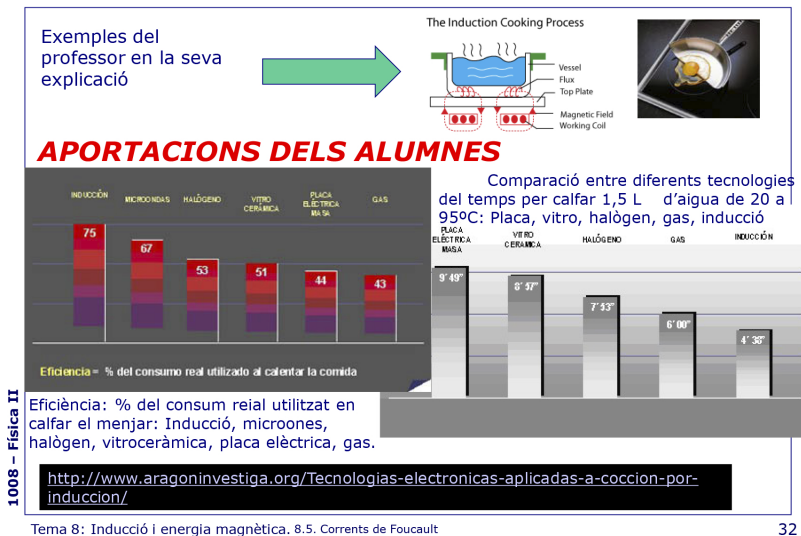 Exemples del
professor en la seva
explicació
The Induction Cooking Process
Vessel
Flux
Top Plate
Magnetic Field
Working Coil
APORTACIONS DELS ALUMNES
INDUCCIÓN
MICROONDAS
HALÓGENO
VITRO
CERÁMICA
PLACA
ELÉCTRICA
MASA
GAS
75
67
53
51
44
43
Eficiencia = % del consumo real utilizado al calentar la comida
Comparació entre diferents tecnologies
del temps per calfar 1,5 L d’aigua de 20 a
95ºC: Placa, vitro, halògen, gas, inducció
PLACA
ELÉCTRICA
MASA
VITRO
CERAMICA
HALÓGENO
GAS
INDUCCIÓN
9´49"
8´57"
7´53"
6´00"
4´38"
Eficiència: % del consum reial utilitzat en
calfar el menjar: Inducció, microones,
halògen, vitroceràmica, placa elèctrica, gas.
http://www.aragoninvestiga.org/Tecnologias-electronicas-aplicadas-a-coccion-por-
induccion/
1008 – Física II
Tema 8: Inducció i energia magnètica. 8.5. Corrents de Foucault
32